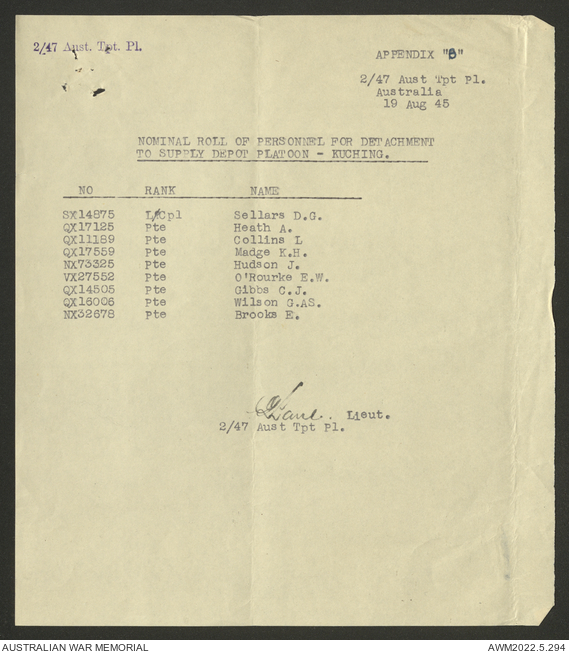 2/47 Aust. Tpt. Pl.
APPENDIX "B"
2/47 Aust Tpt Pl.
Australia
19 Aug 45
NOMINAL ROLL OF PERSONNEL FOR DETACHMENT
TO SUPPLY DEPOT PLATOON - KUCHING.
NO RANK NAME
SX14875 L/Cpl Sellars D.G.
QX17125 Pte Heath A.
QX11189 Pte Collins L
QX17559 Pte Madge K.H.
NX73325 Pte Hudson J.
VX27552 Pte O'Rourke E.W.
QX14505 Pte Gibbs C.J.
QX16006 Pte Wilson G.AS.
NX32678 Pte Brooks E.
Lieut.
2/47 Aust Tpt Pl.
AUSTRALIAN WAR MEMORIAL
AWM2022.5.294